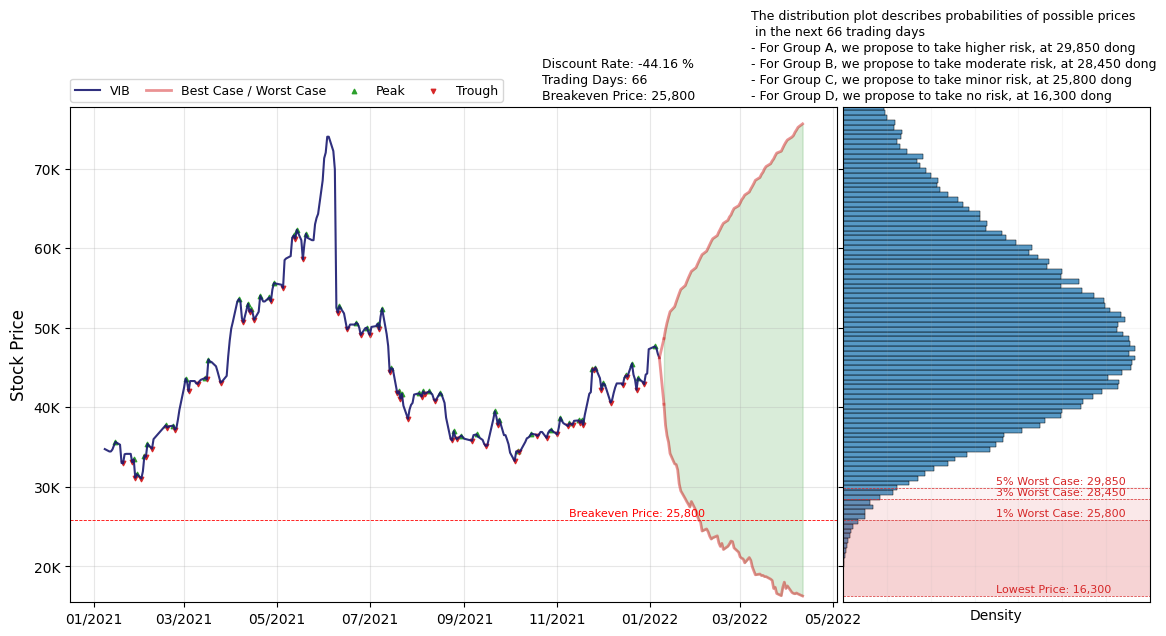 The distribution plot describes probabilities of possible prices
in the next 66 trading days
- For Group A, we propose to take higher risk, at 29,850 dong
- For Group B, we propose to take moderate risk, at 28,450 dong
- For Group C, we propose to take minor risk, at 25,800 dong
- For Group D, we propose to take no risk, at 16,300 dong
Discount Rate: -44.16 %
Trading Days: 66
Breakeven Price: 25,800
VIB
Best Case / Worst Case
Peak
Trough
Stock Price
70K
60K
50K
40K
30K
20K
Breakeven Price: 25,800
01/2021
03/2021
05/2021
07/2021
09/2021
11/2021
01/2022
03/2022
05/2022
5% Worst Case: 29,850
3% Worst Case: 28,450
1% Worst Case: 25,800
Lowest Price: 16,300
Density